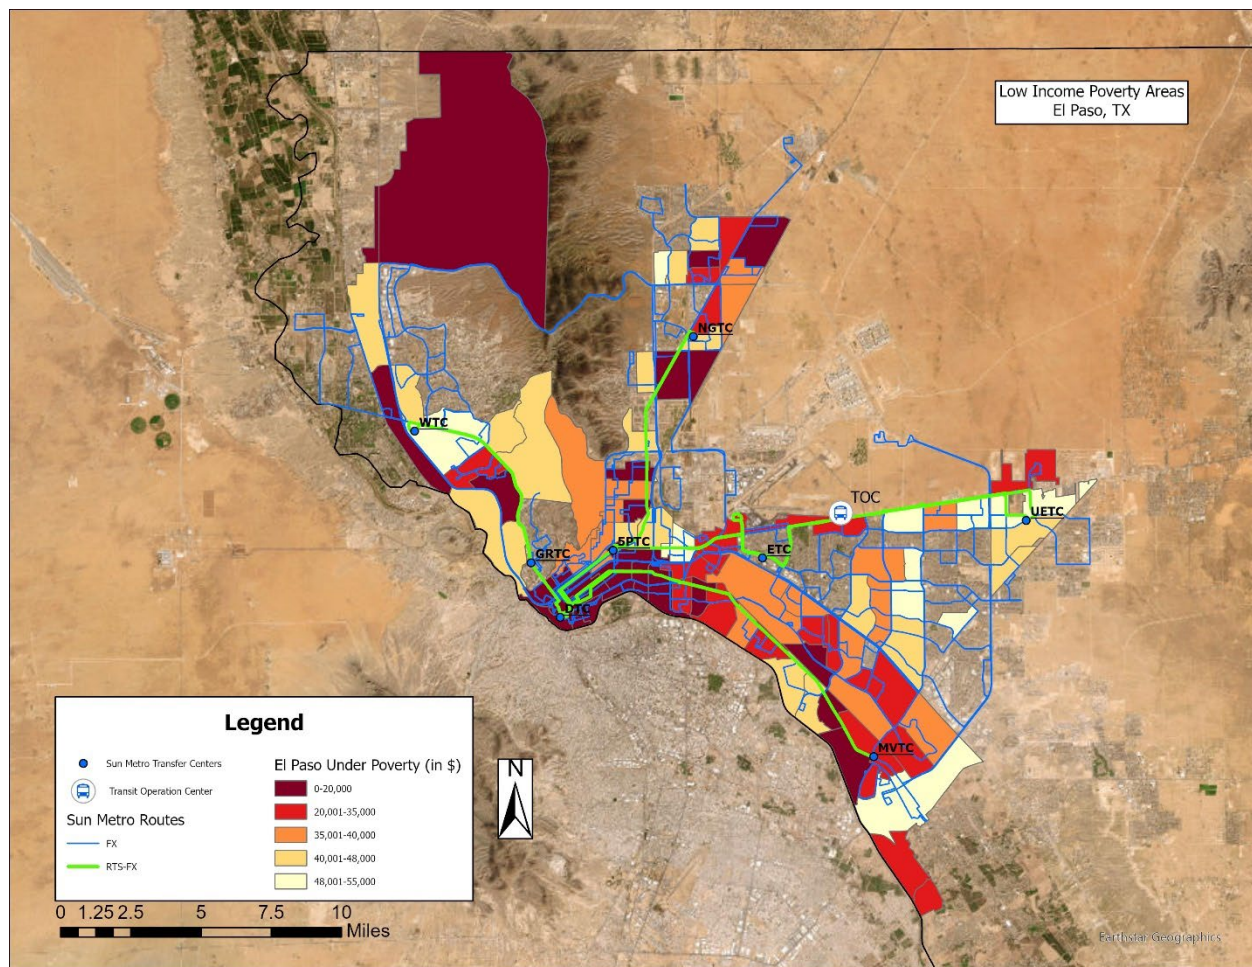 Low Income Poverty Areas
El Paso, TX
NGTC
WTC
TOC
UETC
5PTC
ETC
GRTC
DTC
MVTC
Legend
Sun Metro Transfer Centers
Transit Operation Center
Sun Metro Routes
FX
RTS-FX
El Paso Under Poverty (in $)
0-20,000
20,001-35,000
35,001-40,000
40,001-48,000
48,001-55,000
N
0 1.25 2.5 5 7.5 10
Miles
Earthstar Geographics